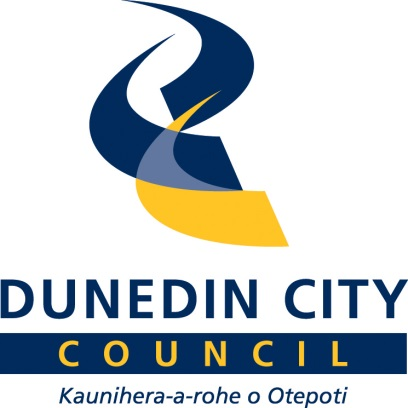 DUNEDIN CITY
COUNCIL
Kaunihera-a-rohe o Otepoti